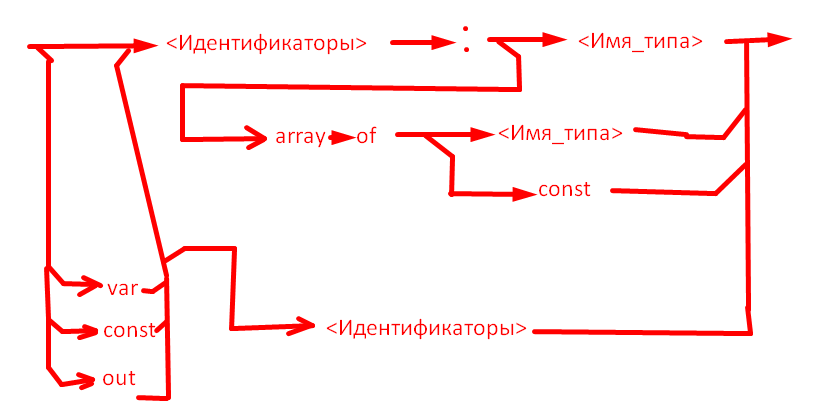 <Идентификаторы> : <Имя_типа>
array of <Имя_типа>
const
var
<Идентификаторы>
const
out